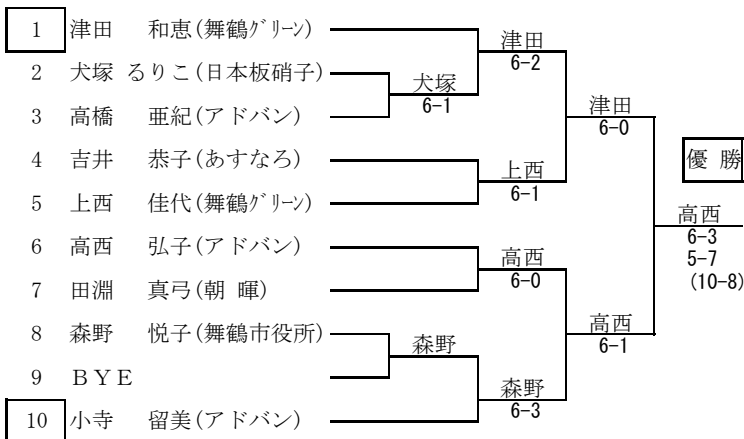 1 津田 和恵(舞鶴ｸﾞﾘｰﾝ)
津田
6-2
2 犬塚 るりこ(日本板硝子)
犬塚
6-1
3 高橋 亜紀(アドバン)
津田
6-0
4 吉井 恭子(あすなろ)
上西
6-1
優 勝
5 上西 佳代(舞鶴ｸﾞﾘｰﾝ)
高西
6-3
5-7
(10-8)
6 高西 弘子(アドバン)
高西
6-0
7 田淵 真弓(朝 暉)
8 森野 悦子(舞鶴市役所)
森野
高西
6-1
9 ＢＹＥ
森野
6-3
10 小寺 留美(アドバン)